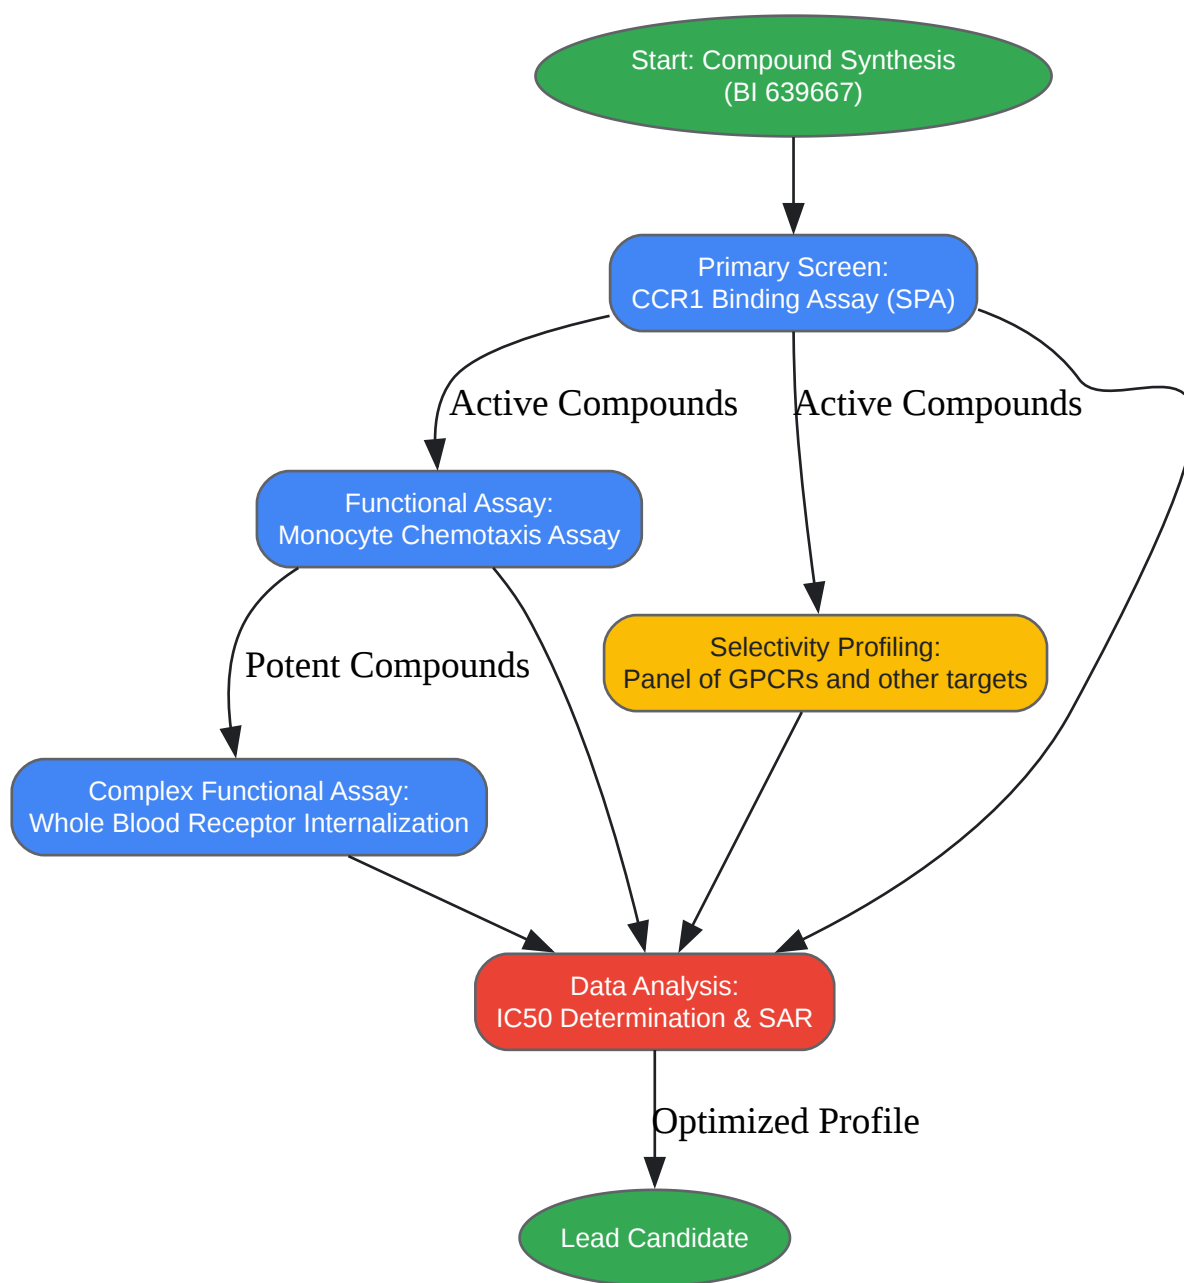 Start: Compound Synthesis
(BI 639667)
Primary Screen:
CCR1 Binding Assay (SPA)
Active Compounds
Active Compounds
Functional Assay:
Monocyte Chemotaxis Assay
Selectivity Profiling:
Panel of GPCRs and other targets
Potent Compounds
Complex Functional Assay:
Whole Blood Receptor Internalization
Data Analysis:
IC50 Determination & SAR
Optimized Profile
Lead Candidate